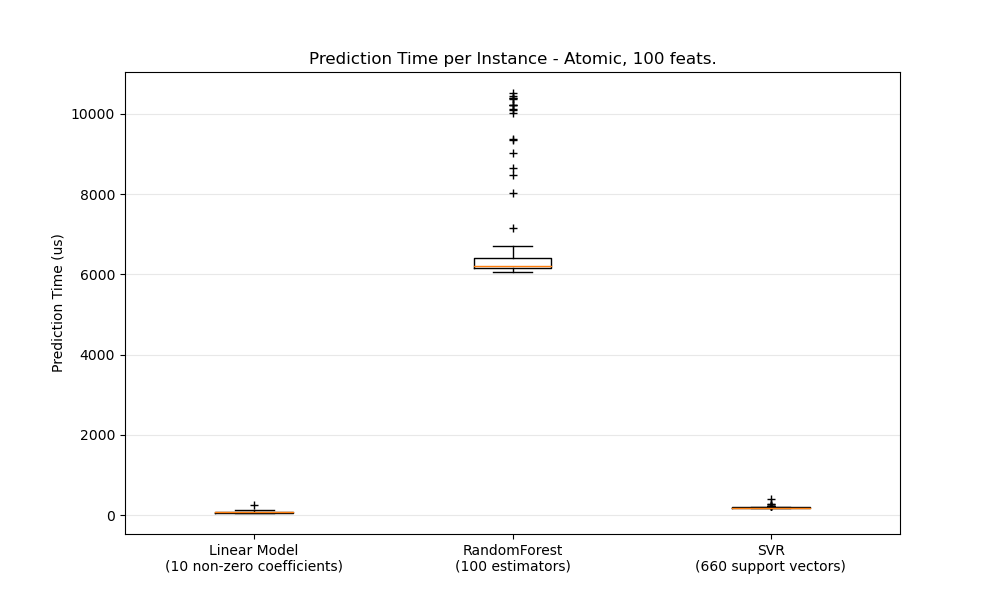 Prediction Time per Instance - Atomic, 100 feats.
Prediction Time (us)
10000
8000
6000
4000
2000
0
Linear Model
(10 non-zero coefficients)
RandomForest
(100 estimators)
SVR
(660 support vectors)